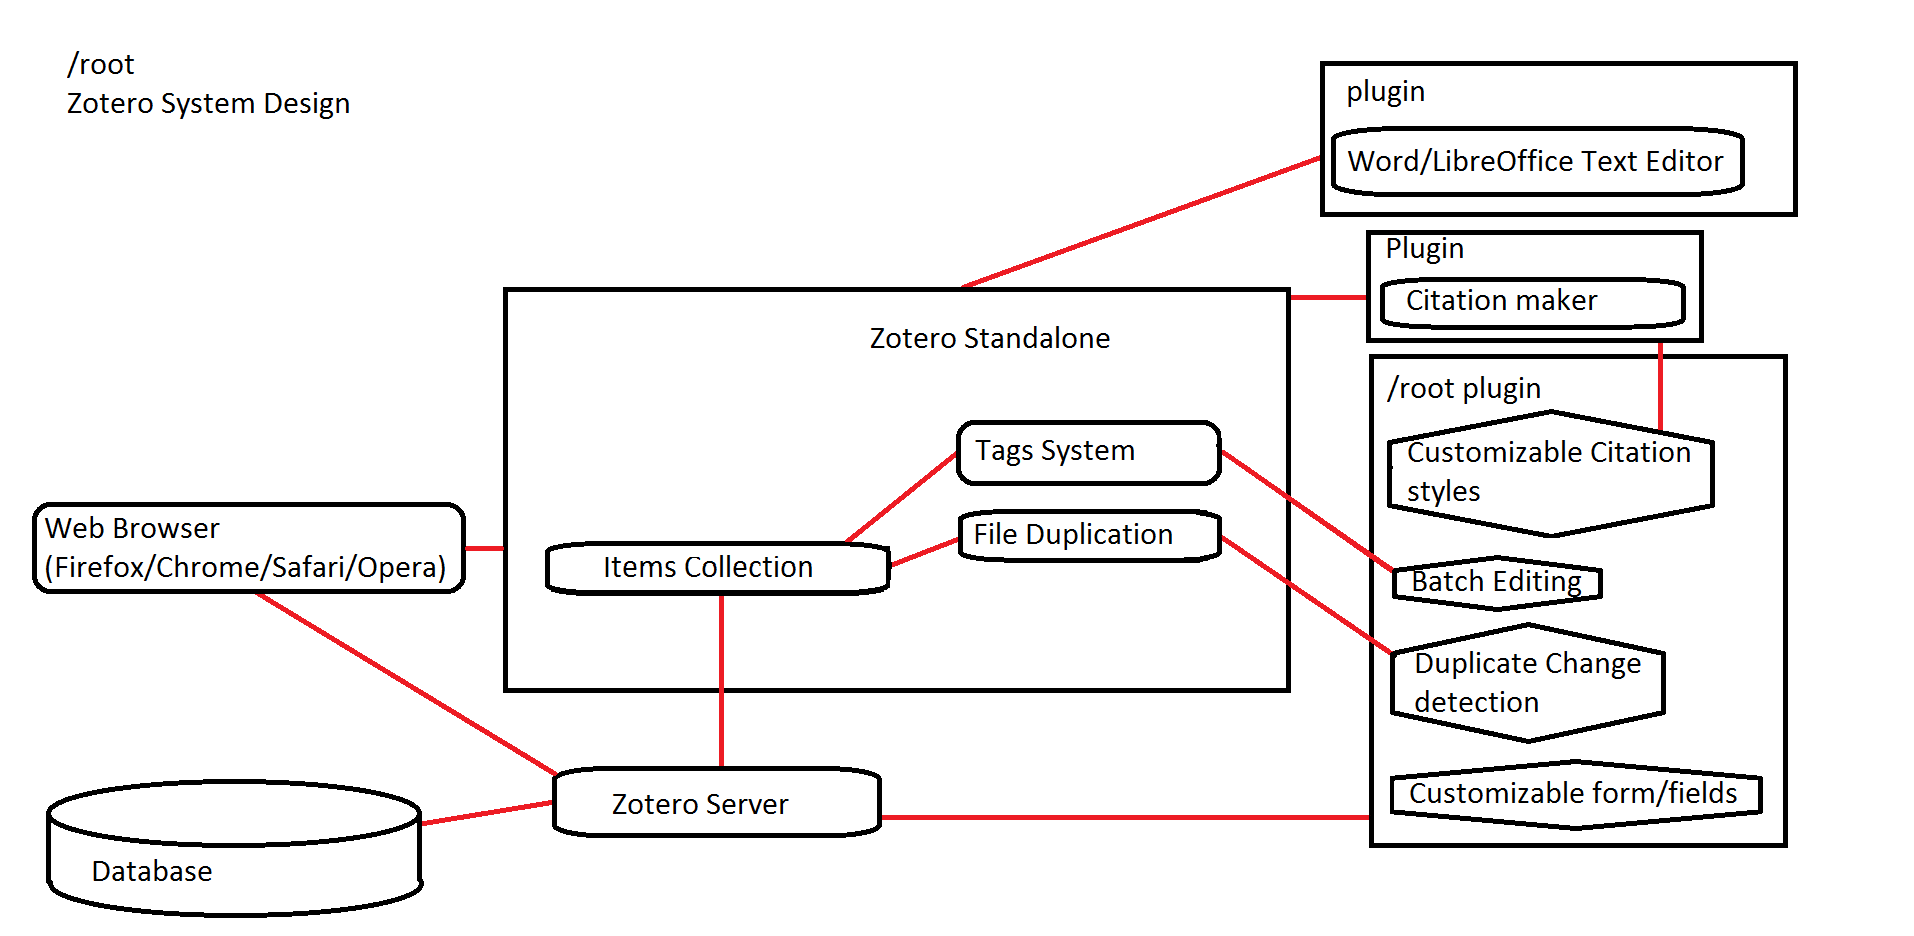 /root
Zotero System Design
plugin
Word/LibreOffice Text Editor
Plugin
Citation maker
Zotero Standalone
/root plugin
Customizable Citation
styles
Tags System
File Duplication
Items Collection
Web Browser
(Firefox/Chrome/Safari/Opera)
Batch Editing
Duplicate Change
detection
Customizable form/fields
Zotero Server
Database